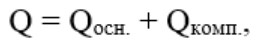 Q = Qосн. + Qкомп.,